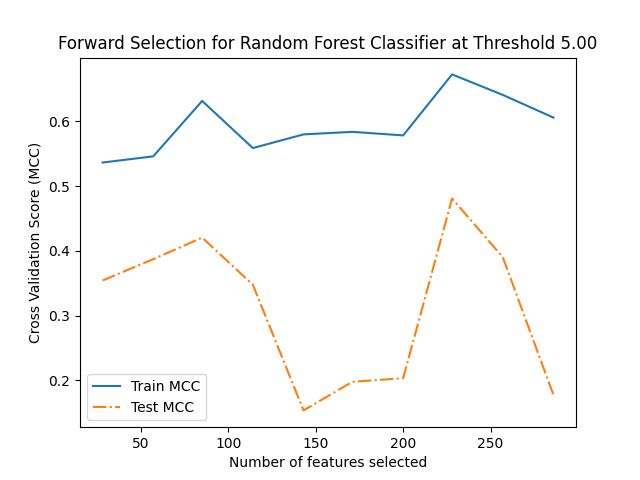 Forward Selection for Random Forest Classifier at Threshold 5.00
Cross Validation Score (MCC)
0.6
0.5
0.4
0.3
0.2
Train MCC
Test MCC
50
100
150
200
250
Number of features selected